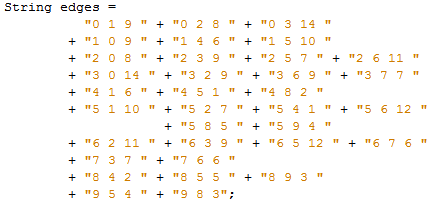 String edges =
"0 1 9 " + "0 2 8 " + "0 3 14 "
+ "1 0 9 " + "1 4 6 " + "1 5 10 "
+ "2 0 8 " + "2 3 9 " + "2 5 7 " + "2 6 11 "
+ "3 0 14 " + "3 2 9 " + "3 6 9 " + "3 7 7 "
+ "4 1 6 " + "4 5 1 " + "4 8 2 "
+ "5 1 10 " + "5 2 7 " + "5 4 1 " + "5 6 12 "
+ "5 8 5 " + "5 9 4 "
+ "6 2 11 " + "6 3 9 " + "6 5 12 " + "6 7 6 "
+ "7 3 7 " + "7 6 6 "
+ "8 4 2 " + "8 5 5 " + "8 9 3 "
+ "9 5 4 " + "9 8 3";